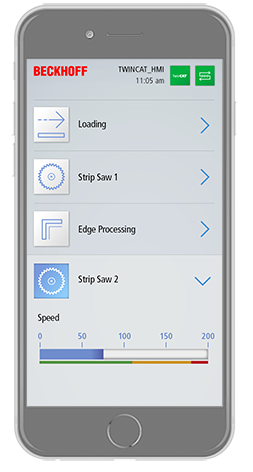 BECKHOFF
TWINCAT_HMI
11:05 am
TwinCAT
Loading
Strip Saw 1
Edge Processing
Strip Saw 2
Speed
0 50 100 150 200